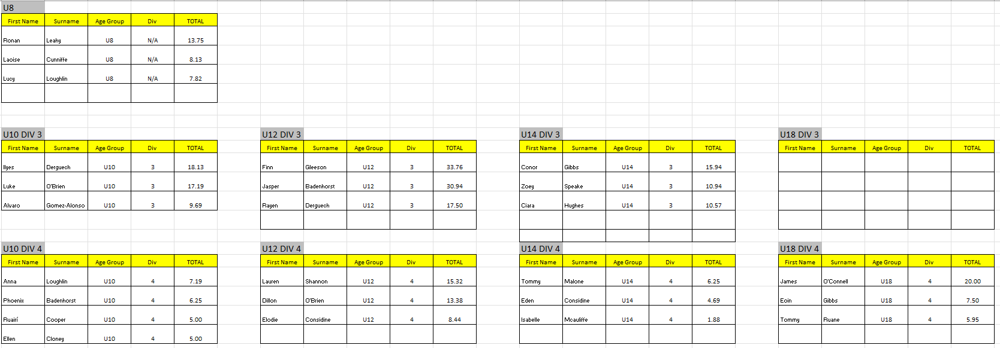 U8
First Name Surname Age Group Div TOTAL
Ronan Leahy U8 N/A 13.75
Laoise Cunniffe U8 N/A 8.13
Lucy Loughlin U8 N/A 7.82
U10 DIV 3 U12 DIV 3 U14 DIV 3 U18 DIV 3
First Name Surname Age Group Div TOTAL First Name Surname Age Group Div TOTAL First Name Surname Age Group Div TOTAL First Name Surname Age Group Div TOTAL
Ilyes Derguech U10 3 18.13 Finn Gleeson U12 3 33.76 Conor Gibbs U14 3 15.94
Luke O'Brien U10 3 17.19 Jasper Badenhorst U12 3 30.94 Zoey Speake U14 3 10.94
Alvaro Gomez-Alonso U10 3 9.69 Rayen Derguech U12 3 17.50 Ciara Hughes U14 3 10.57
U10 DIV 4 U12 DIV 4 U14 DIV 4 U18 DIV 4
First Name Surname Age Group Div TOTAL First Name Surname Age Group Div TOTAL First Name Surname Age Group Div TOTAL First Name Surname Age Group Div TOTAL
Anna Loughlin U10 4 7.19 Lauren Shannon U12 4 15.32 Tommy Malone U14 4 6.25 James O'Connell U18 4 20.00
Phoenix Badenhorst U10 4 6.25 Dillon O'Brien U12 4 13.38 Eden Considine U14 4 4.69 Eoin Gibbs U18 4 7.50
Ruairí Cooper U10 4 5.00 Elodie Considine U12 4 8.44 Isabelle Mcauliffe U14 4 1.88 Tommy Ruane U18 4 5.95
Ellen Cloney U10 4 5.00